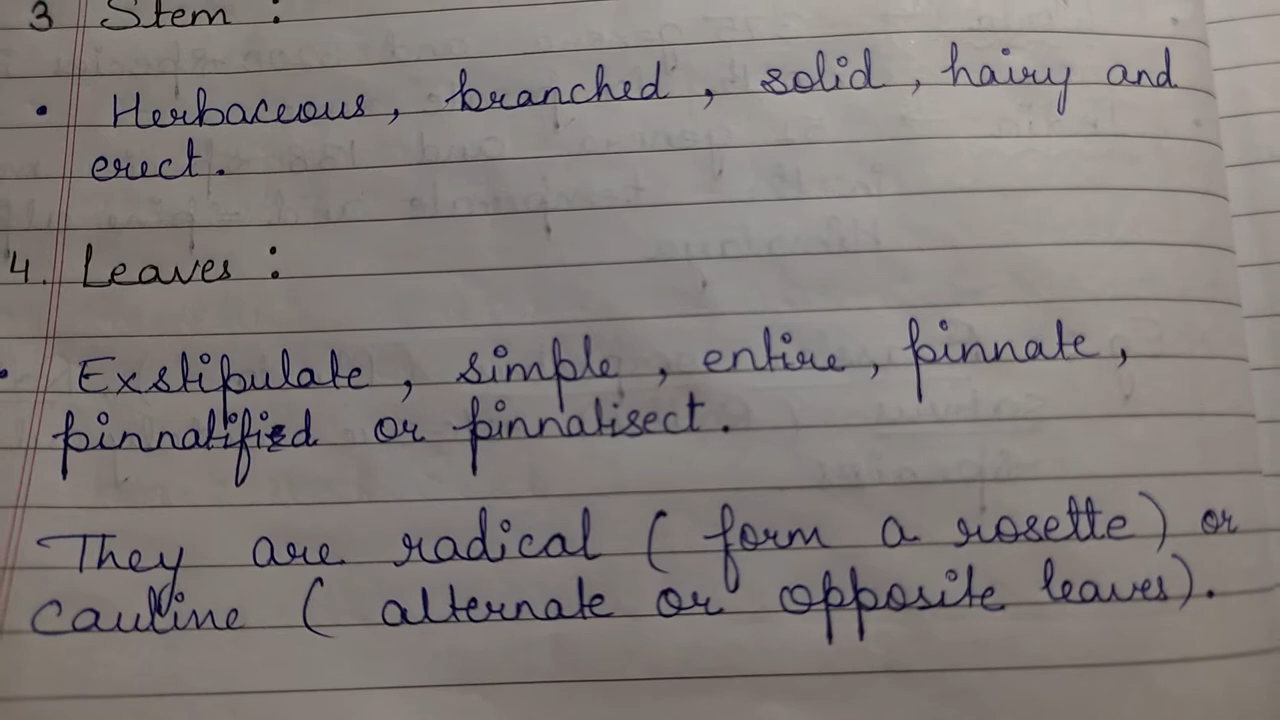 3 Stem :
• Herbaceous, branched, solid, hairy and
erect.
4. Leaves :
• Exstipulate, simple, entire, pinnate,
pinnatified or pinnatisect.
They are radical ( form a rosette) or
cauline ( alternate or opposite leaves).